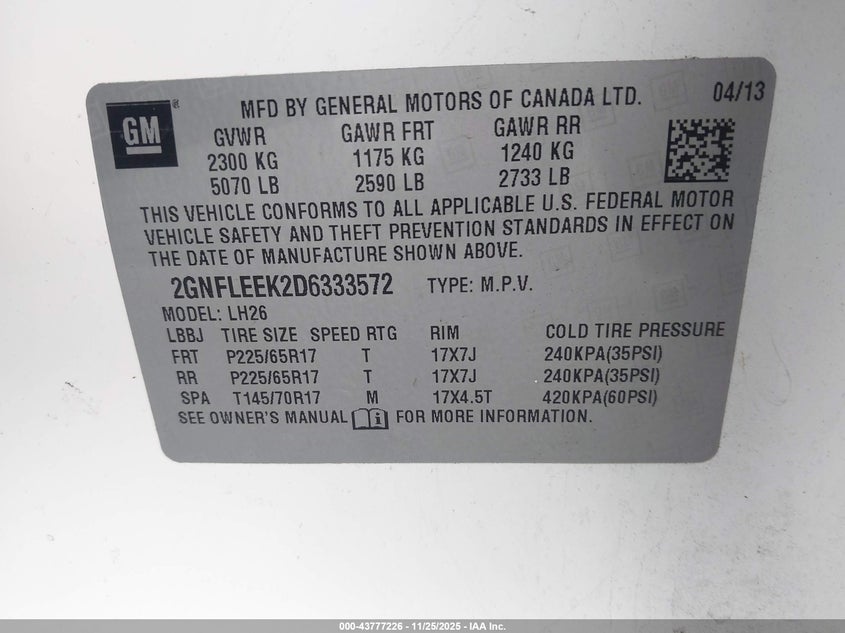 GM
MFD BY GENERAL MOTORS OF CANADA LTD. 04/13
GVWR GAWR FRT GAWR RR
2300 KG 1175 KG 1240 KG
5070 LB 2590 LB 2733 LB
THIS VEHICLE CONFORMS TO ALL APPLICABLE U.S. FEDERAL MOTOR
VEHICLE SAFETY AND THEFT PREVENTION STANDARDS IN EFFECT ON
THE DATE OF MANUFACTURE SHOWN ABOVE.
2GNFLEEK2D6333572 TYPE: M.P.V.
MODEL: LH26
LBBJ TIRE SIZE SPEED RTG RIM COLD TIRE PRESSURE
FRT P225/65R17 T 17X7J 240KPA(35PSI)
RR P225/65R17 T 17X7J 240KPA(35PSI)
SPA T145/70R17 M 17X4.5T 420KPA(60PSI)
SEE OWNER'S MANUAL FOR MORE INFORMATION.
000-43777226 - 11/25/2025 - IAA Inc.